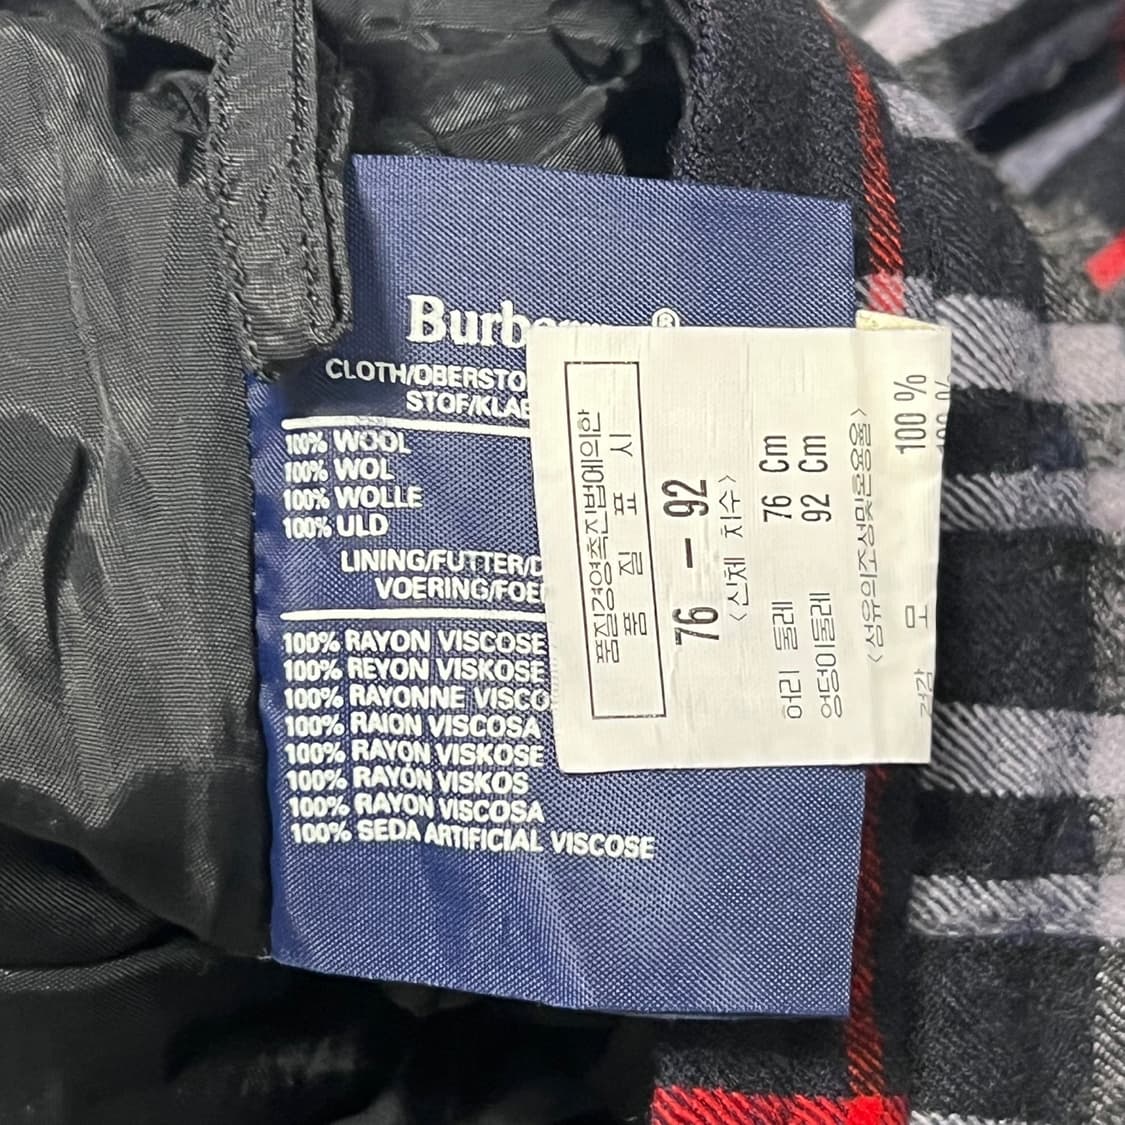 Burb
®
CLOTH/OBERSTO
STOF/KLAE
100% WOOL
100% WOL
100% WOLLE
100% ULD
LINING/FUTTER/D
VOERING/FOE
100% RAYON VISCOSE
100% REYON VISKOSE
100% RAYONNE VISCO
100% RAION VISCOSA
100% RAYON VISKOSE
100% RAYON VISKOS
100% RAYON VISCOSA
100% SEDA ARTIFICIAL VISCOSE
품질경영촉진법에의한
품 질 표 시
76 - 92
<신체 치수>
허리 둘레 76 Cm
엉덩이둘레 92 Cm
<섬유의조성및혼용율>
100 %